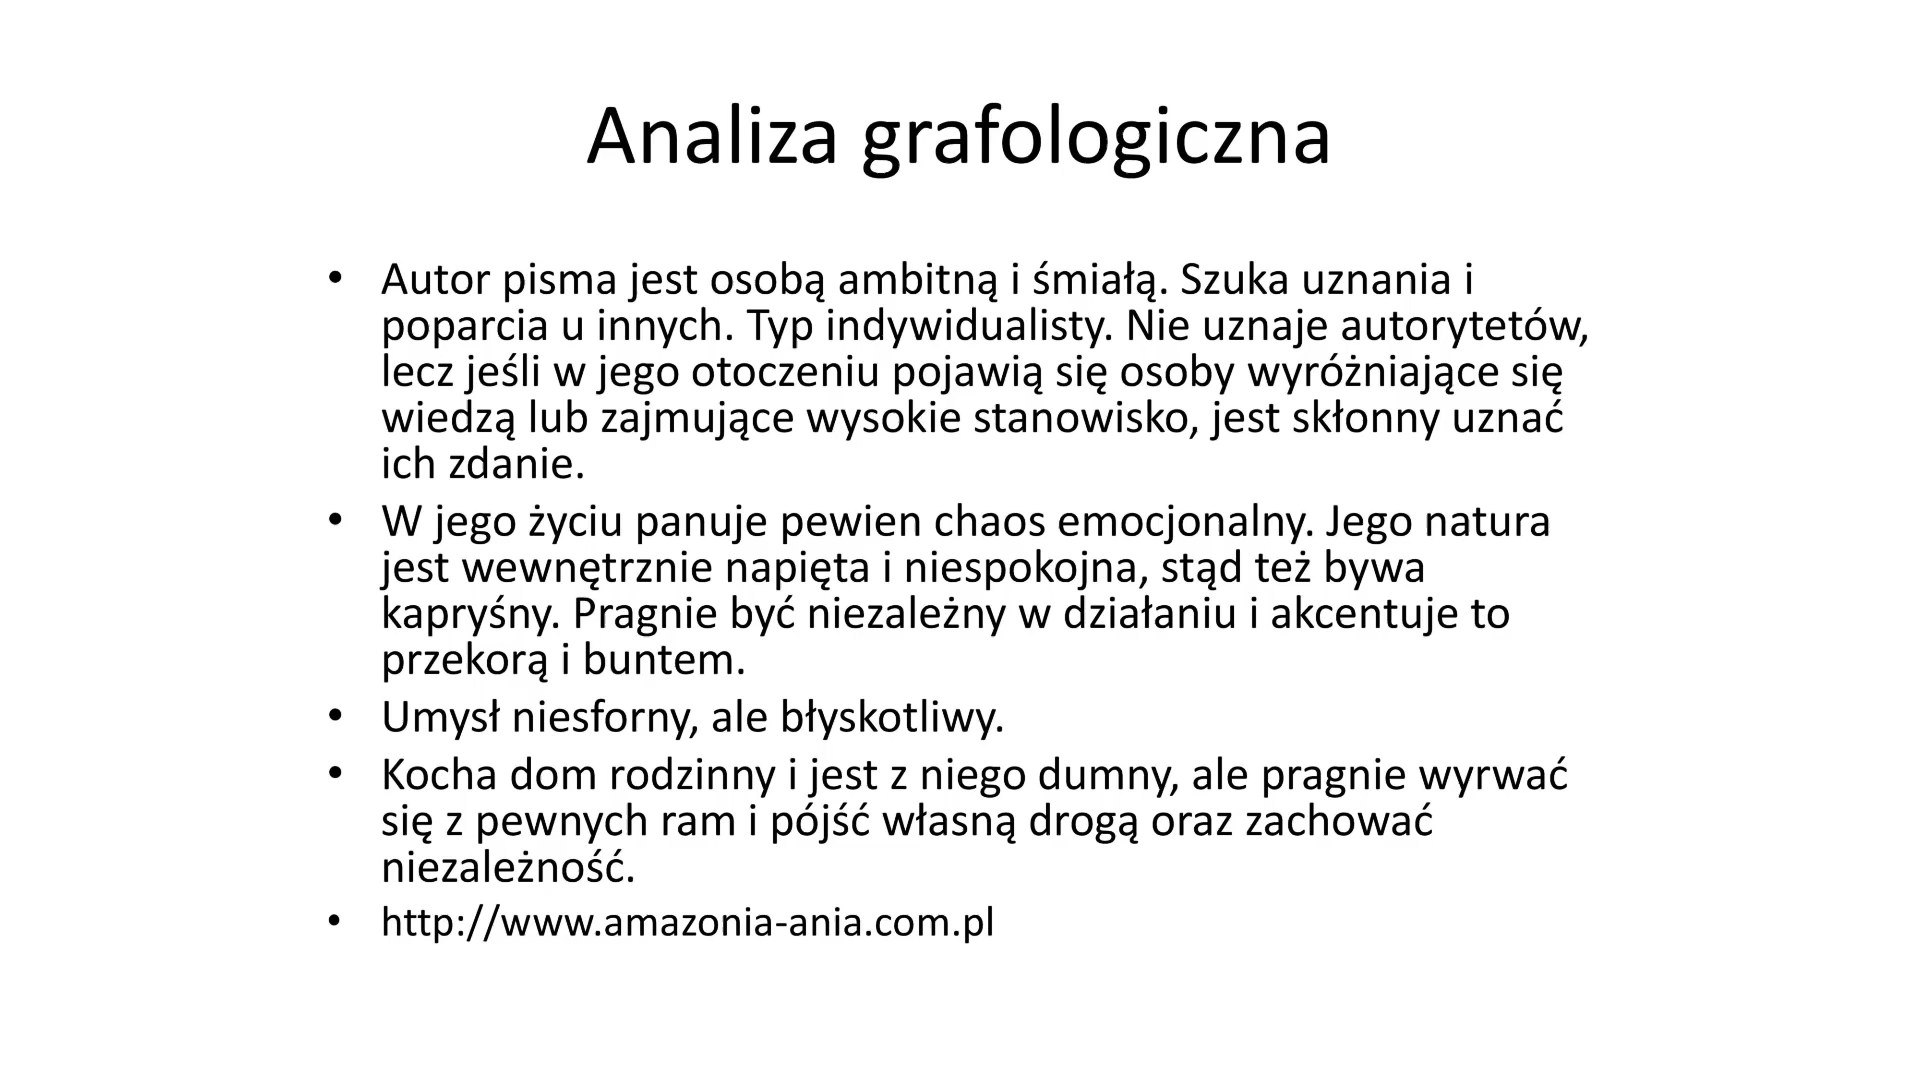 Analiza grafologiczna
• Autor pisma jest osobą ambitną i śmiałą. Szuka uznania i
poparcia u innych. Typ indywidualisty. Nie uznaje autorytetów,
lecz jeśli w jego otoczeniu pojawią się osoby wyróżniające się
wiedzą lub zajmujące wysokie stanowisko, jest skłonny uznać
ich zdanie.
• W jego życiu panuje pewien chaos emocjonalny. Jego natura
jest wewnętrznie napięta i niespokojna, stąd też bywa
kapryśny. Pragnie być niezależny w działaniu i akcentuje to
przekorą i buntem.
• Umysł niesforny, ale błyskotliwy.
• Kocha dom rodzinny i jest z niego dumny, ale pragnie wyrwać
się z pewnych ram i pójść własną drogą oraz zachować
niezależność.
• http://www.amazonia-ania.com.pl